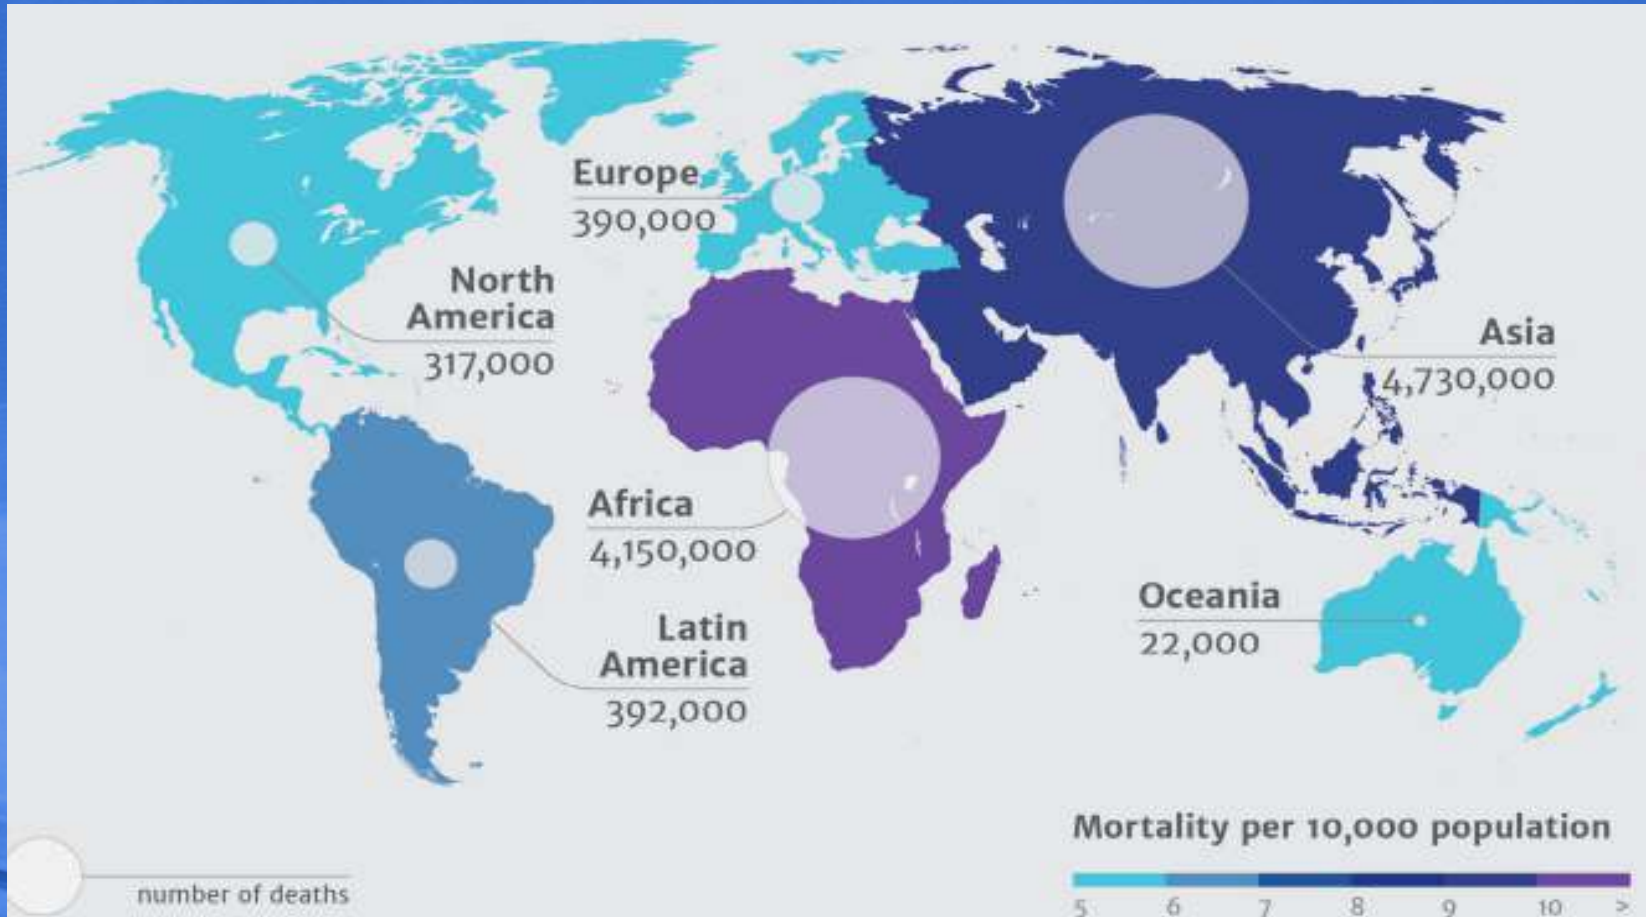 Europe
390,000
North
America
317,000
Asia
4,730,000
Africa
4,150,000
Latin
America
392,000
Oceania
22,000
Mortality per 10,000 population
5 6 7 8 9 10 >
number of deaths